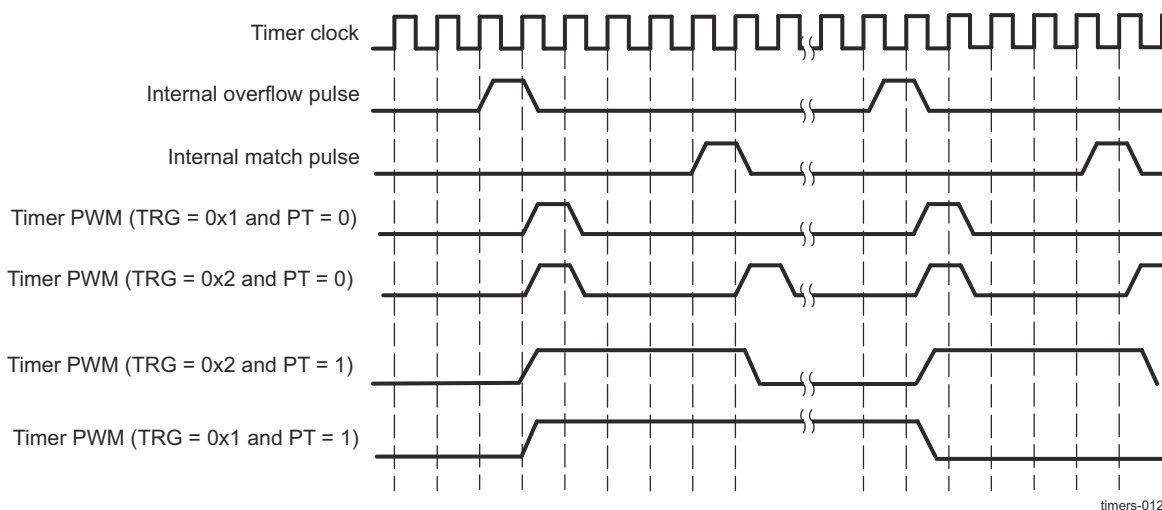 Timer clock
Internal overflow pulse
Internal match pulse
Timer PWM (TRG = 0x1 and PT = 0)
Timer PWM (TRG = 0x2 and PT = 0)
Timer PWM (TRG = 0x2 and PT = 1)
Timer PWM (TRG = 0x1 and PT = 1)
timers-012